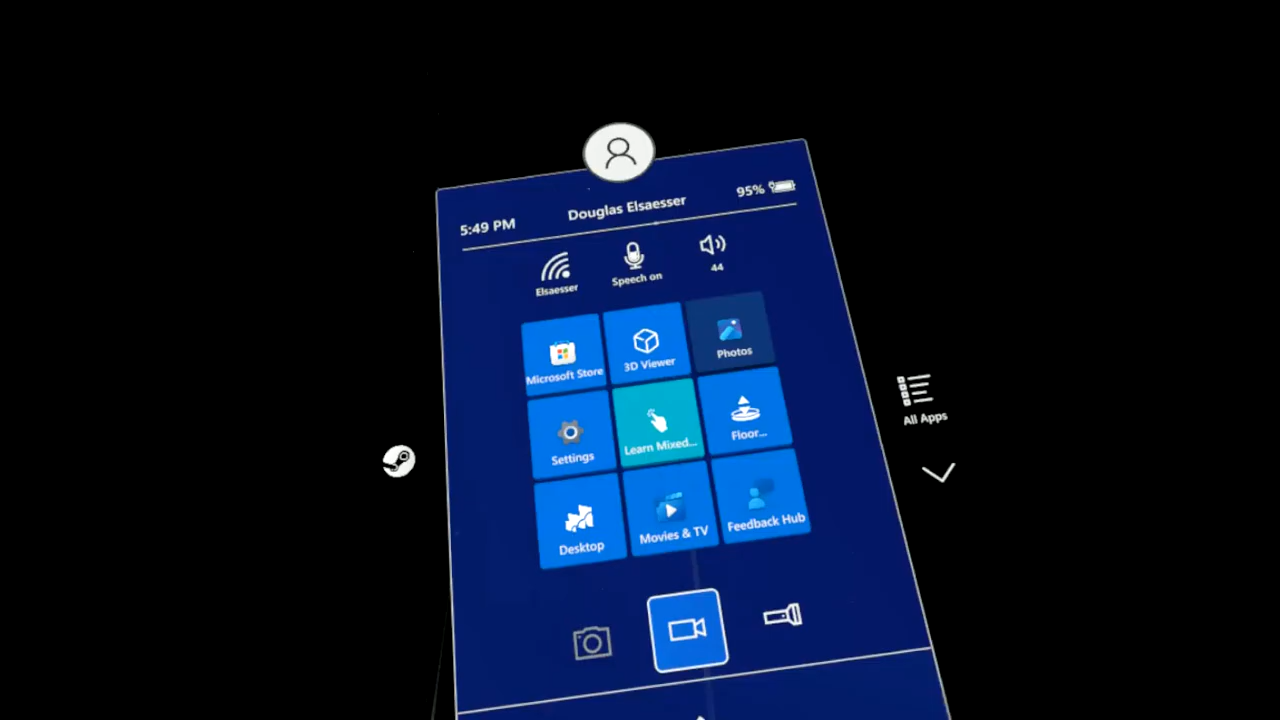 5:49 PM
Douglas Elsaesser
95%
Elsaesser
Speech on
44
Microsoft Store
3D Viewer
Photos
Settings
Learn Mixed...
Floor...
Desktop
Movies & TV
Feedback Hub
All Apps